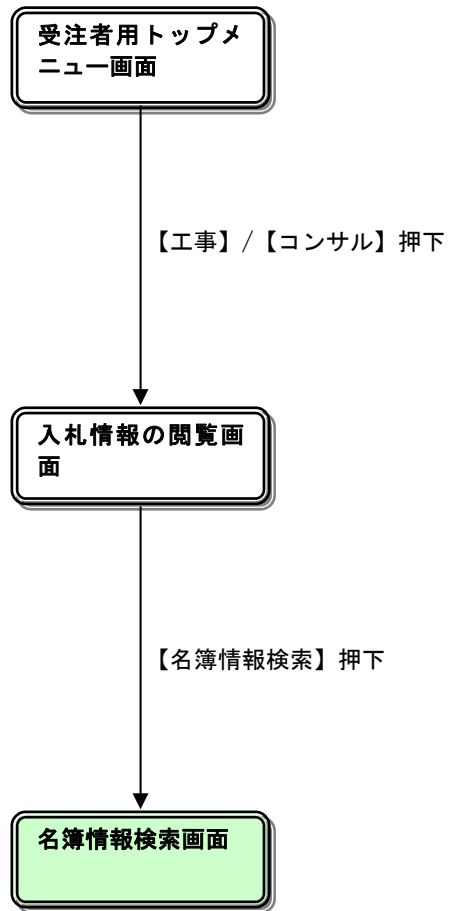 受注者用トップメ
ニュー画面
【工事】/【コンサル】押下
入札情報の閲覧画
面
【名簿情報検索】押下
名簿情報検索画面